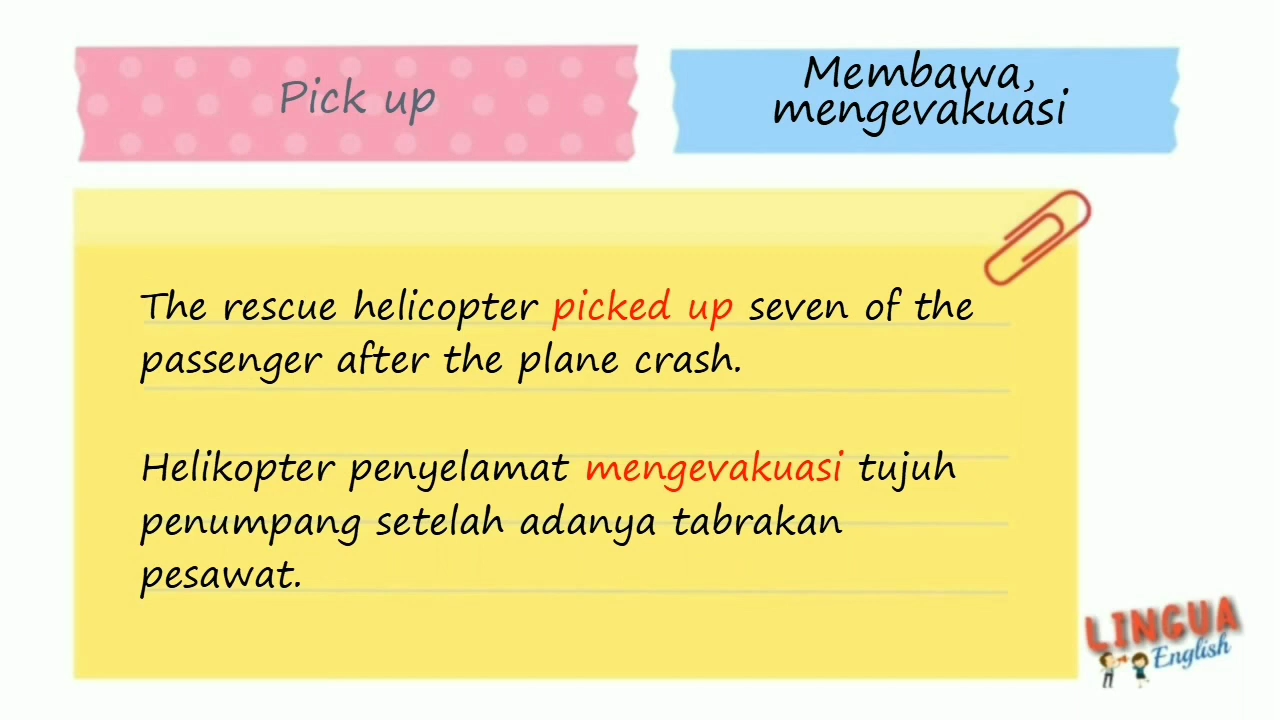 Pick up
Membawa,
mengevakuasi
The rescue helicopter picked up seven of the
passenger after the plane crash.
Helikopter penyelamat mengevakuasi tujuh
penumpang setelah adanya tabrakan
pesawat.
LINGUA
English